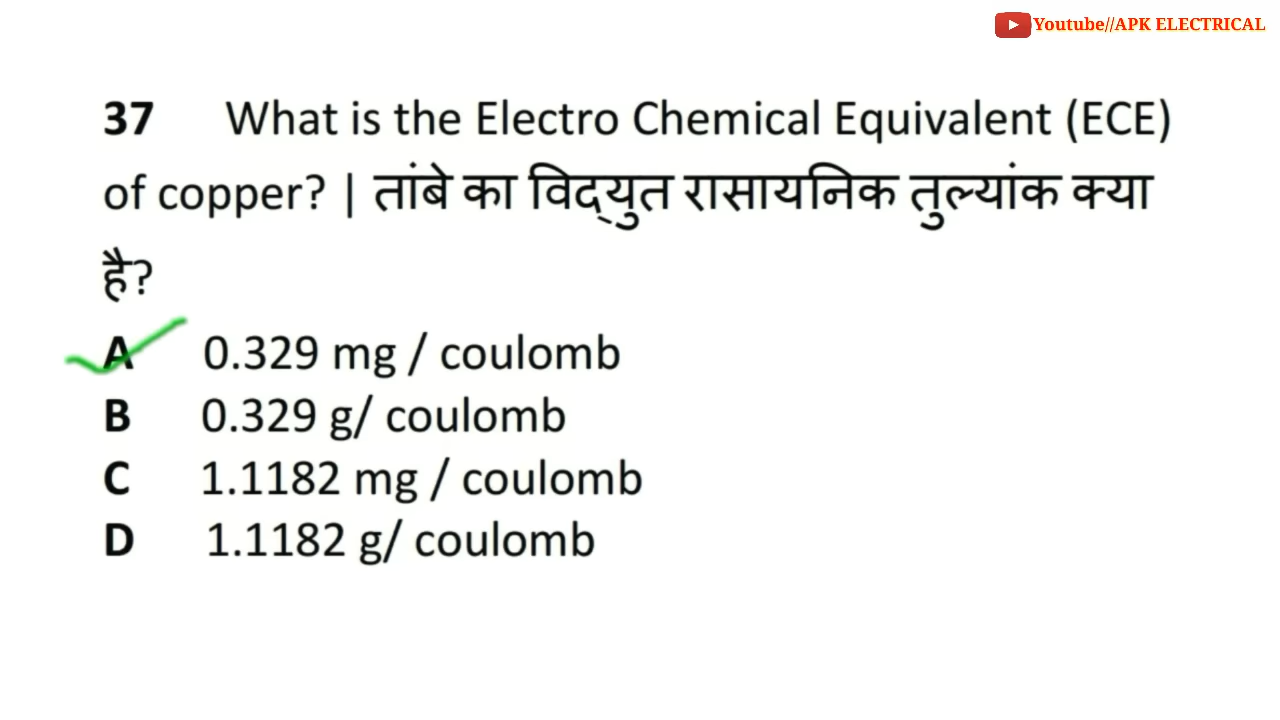 Youtube//APK ELECTRICAL
37 What is the Electro Chemical Equivalent (ECE)
of copper? | तांबे का विद्‌युत रासायनिक तुल्यांक क्या
है?
A 0.329 mg / coulomb
B 0.329 g/ coulomb
C 1.1182 mg / coulomb
D 1.1182 g/ coulomb